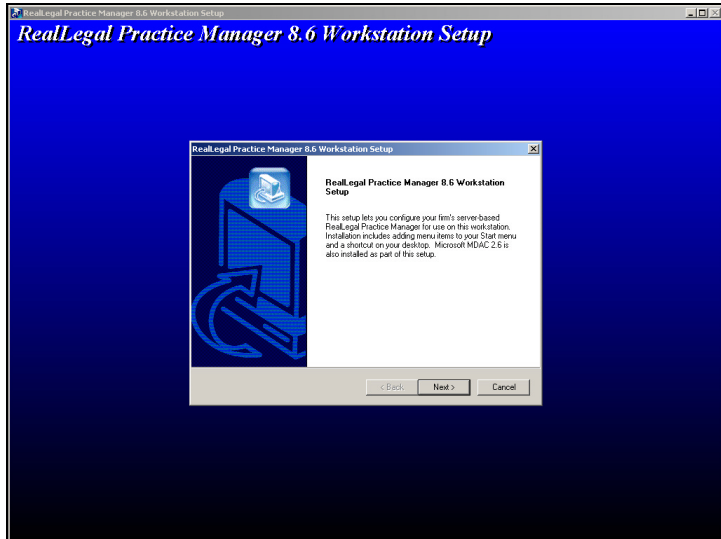 RealLegal Practice Manager 8.6 Workstation Setup
RealLegal Practice Manager 8.6 Workstation Setup
RealLegal Practice Manager 8.6 Workstation Setup
RealLegal Practice Manager 8.6 Workstation
Setup
This setup lets you configure your firm's server-based
RealLegal Practice Manager for use on this workstation.
Installation includes adding menu items to your Start menu
and a shortcut on your desktop. Microsoft MDAC 2.6 is
also installed as part of this setup.
< Back Next > Cancel